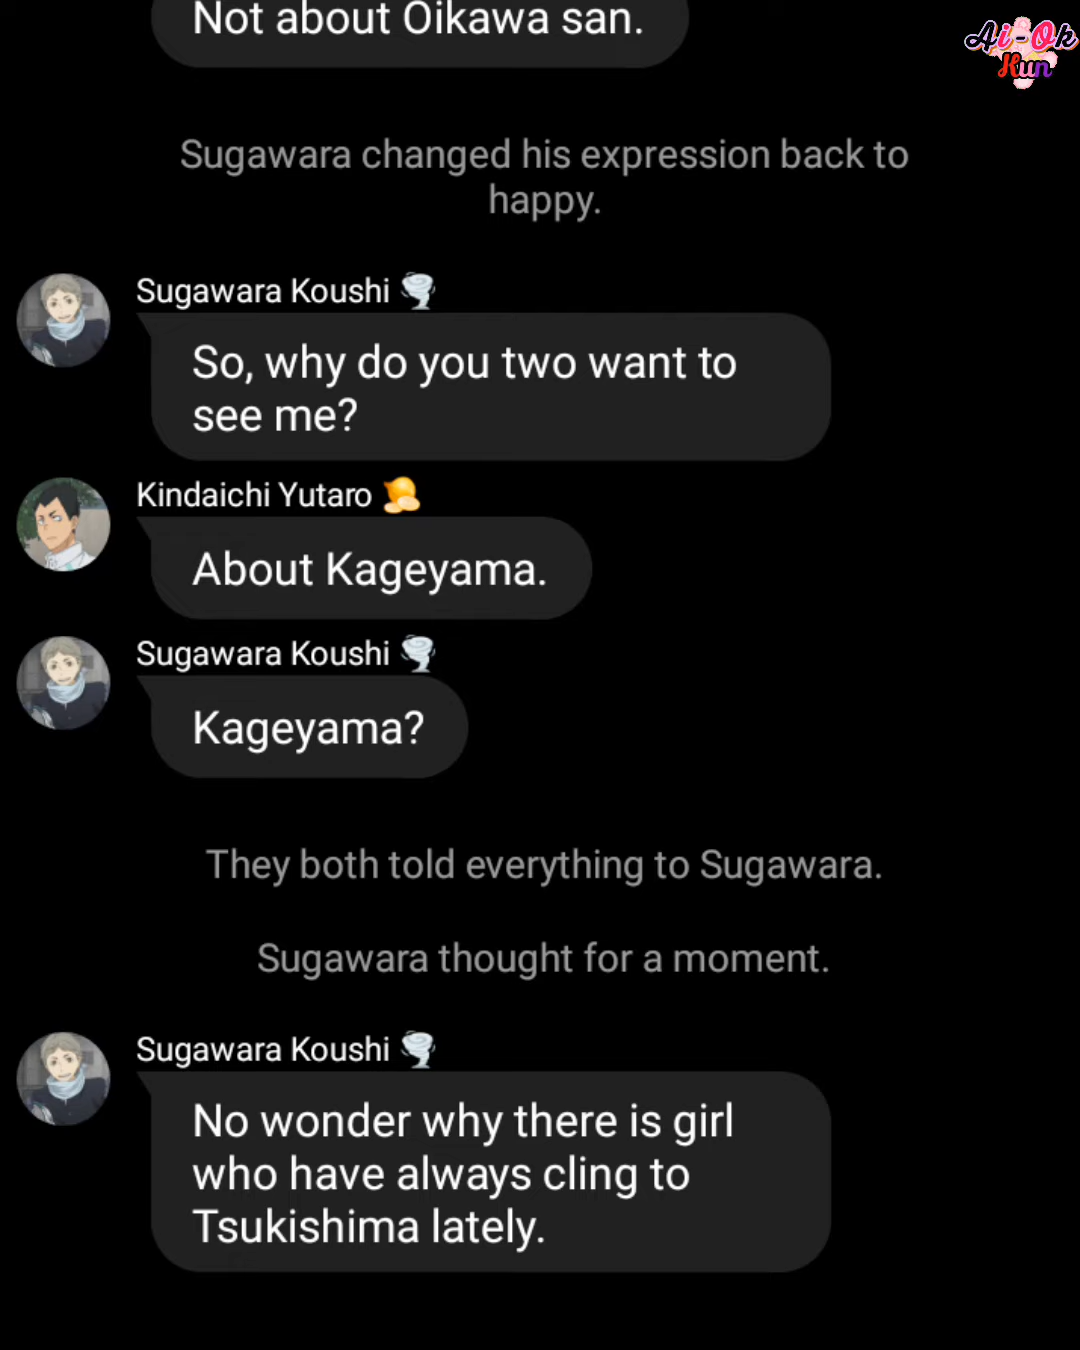 Not about Oikawa san.
Ai-Ok
Kun
Sugawara changed his expression back to
happy.
Sugawara Koushi
So, why do you two want to
see me?
Kindaichi Yutaro
About Kageyama.
Sugawara Koushi
Kageyama?
They both told everything to Sugawara.
Sugawara thought for a moment.
Sugawara Koushi
No wonder why there is girl
who have always cling to
Tsukishima lately.